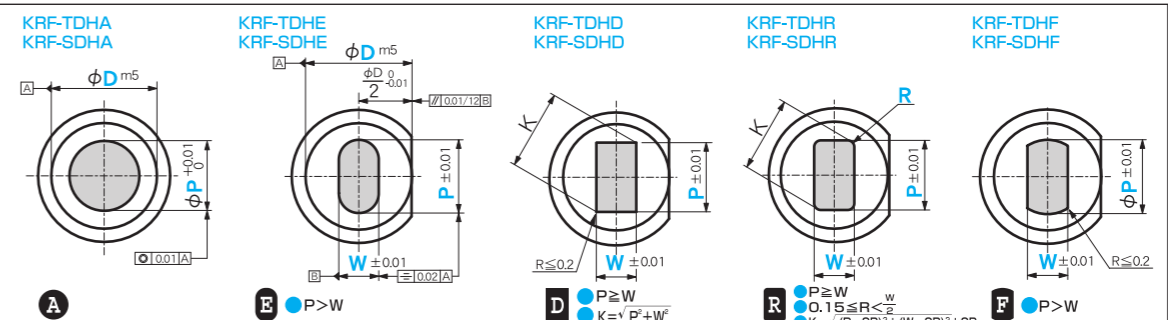 KRF-TDHA
KRF-SDHA
KRF-TDHE
KRF-SDHE
KRF-TDHD
KRF-SDHD
KRF-TDHR
KRF-SDHR
KRF-TDHF
KRF-SDHF
A
φD m5
φP +0.01 0
◎ 0.01 A
A
A
φD m5
φD/2 0 -0.01
// 0.01/12 B
P ±0.01
W ±0.01
B
⌯ 0.02 A
E
P>W
K
P ±0.01
R≦0.2
W ±0.01
D
P≧W
K=√P²+W²
K
R
P ±0.01
W ±0.01
R
P≧W
0.15≦R<W/2
φP ±0.01
W ±0.01
R≦0.2
F
P>W